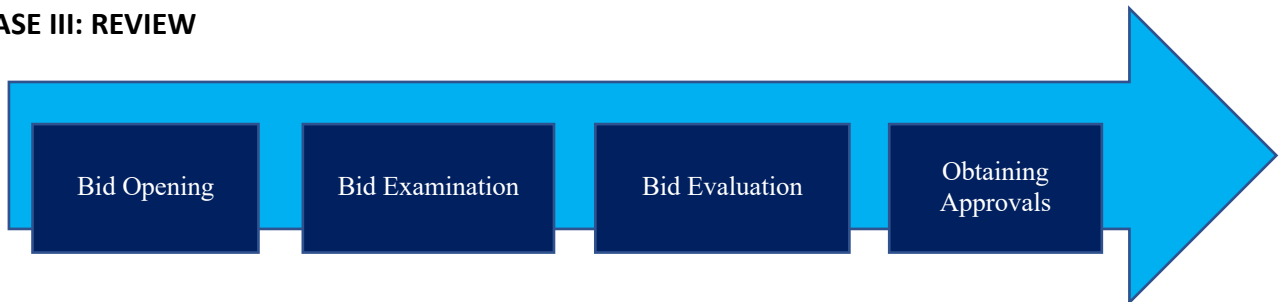 ASE III: REVIEW
Bid Opening
Bid Examination
Bid Evaluation
Obtaining
Approvals